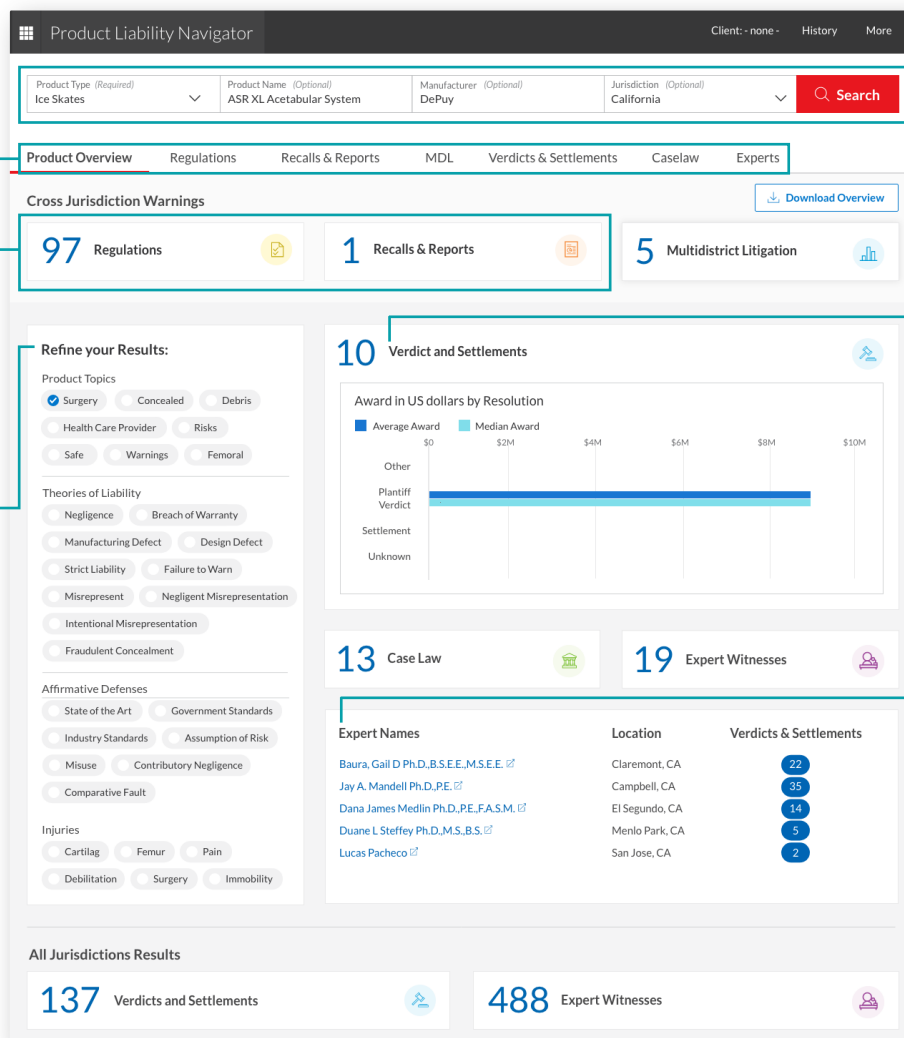 Product Liability Navigator
Client: - none - History More
Product Type (Required) Product Name (Optional) Manufacturer (Optional) Jurisdiction (Optional)
Ice Skates ASR XL Acetabular System DePuy California Search
Product Overview Regulations Recalls & Reports MDL Verdicts & Settlements Caselaw Experts
Cross Jurisdiction Warnings Download Overview
97 Regulations 1 Recalls & Reports 5 Multidistrict Litigation
Refine your Results:
Product Topics
Surgery Concealed Debris
Health Care Provider Risks
Safe Warnings Femoral
Theories of Liability
Negligence Breach of Warranty
Manufacturing Defect Design Defect
Strict Liability Failure to Warn
Misrepresent Negligent Misrepresentation
Intentional Misrepresentation
Fraudulent Concealment
Affirmative Defenses
State of the Art Government Standards
Industry Standards Assumption of Risk
Misuse Contributory Negligence
Comparative Fault
Injuries
Cartilag Femur Pain
Debilitation Surgery Immobility
10 Verdict and Settlements
Award in US dollars by Resolution
Average Award Median Award
$0 $2M $4M $6M $8M $10M
Other
Plantiff
Verdict
Settlement
Unknown
13 Case Law 19 Expert Witnesses
Expert Names Location Verdicts & Settlements
Baura, Gail D Ph.D.,B.S.E.E.,M.S.E.E. Claremont, CA 22
Jay A. Mandell Ph.D.,P.E. Campbell, CA 35
Dana James Medlin Ph.D.,P.E.,F.A.S.M. El Segundo, CA 14
Duane L Steffey Ph.D.,M.S.,B.S. Menlo Park, CA 5
Lucas Pacheco San Jose, CA 2
All Jurisdictions Results
137 Verdicts and Settlements 488 Expert Witnesses